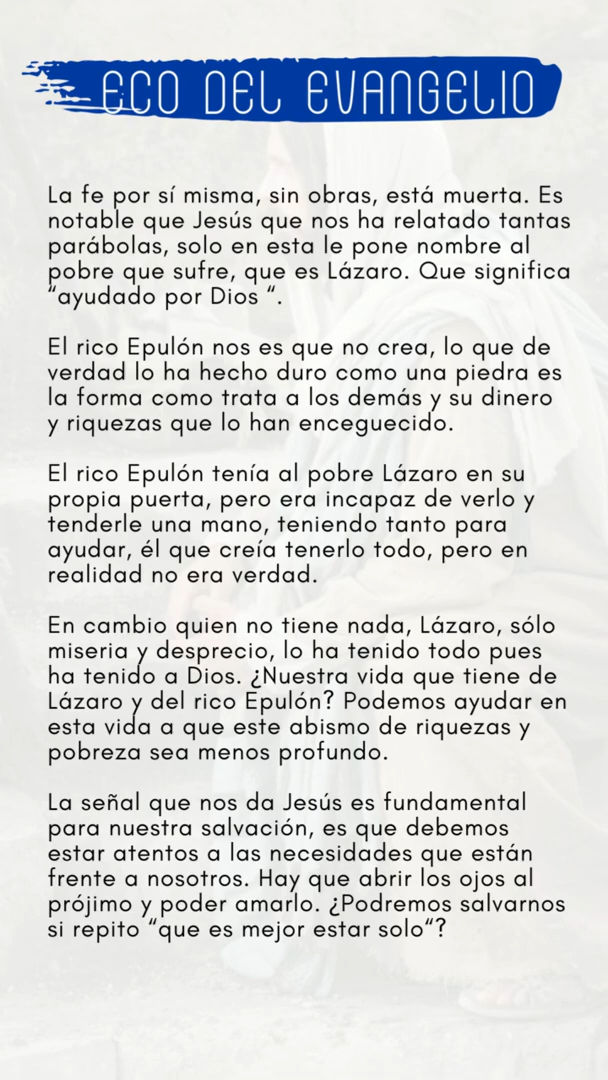 ECO DEL EVANGELIO
La fe por sí misma, sin obras, está muerta. Es
notable que Jesús que nos ha relatado tantas
parábolas, solo en esta le pone nombre al
pobre que sufre, que es Lázaro. Que significa
“ayudado por Dios “.
El rico Epulón nos es que no crea, lo que de
verdad lo ha hecho duro como una piedra es
la forma como trata a los demás y su dinero
y riquezas que lo han enceguecido.
El rico Epulón tenía al pobre Lázaro en su
propia puerta, pero era incapaz de verlo y
tenderle una mano, teniendo tanto para
ayudar, él que creía tenerlo todo, pero en
realidad no era verdad.
En cambio quien no tiene nada, Lázaro, sólo
miseria y desprecio, lo ha tenido todo pues
ha tenido a Dios. ¿Nuestra vida que tiene de
Lázaro y del rico Epulón? Podemos ayudar en
esta vida a que este abismo de riquezas y
pobreza sea menos profundo.
La señal que nos da Jesús es fundamental
para nuestra salvación, es que debemos
estar atentos a las necesidades que están
frente a nosotros. Hay que abrir los ojos al
prójimo y poder amarlo. ¿Podremos salvarnos
si repito “que es mejor estar solo“?